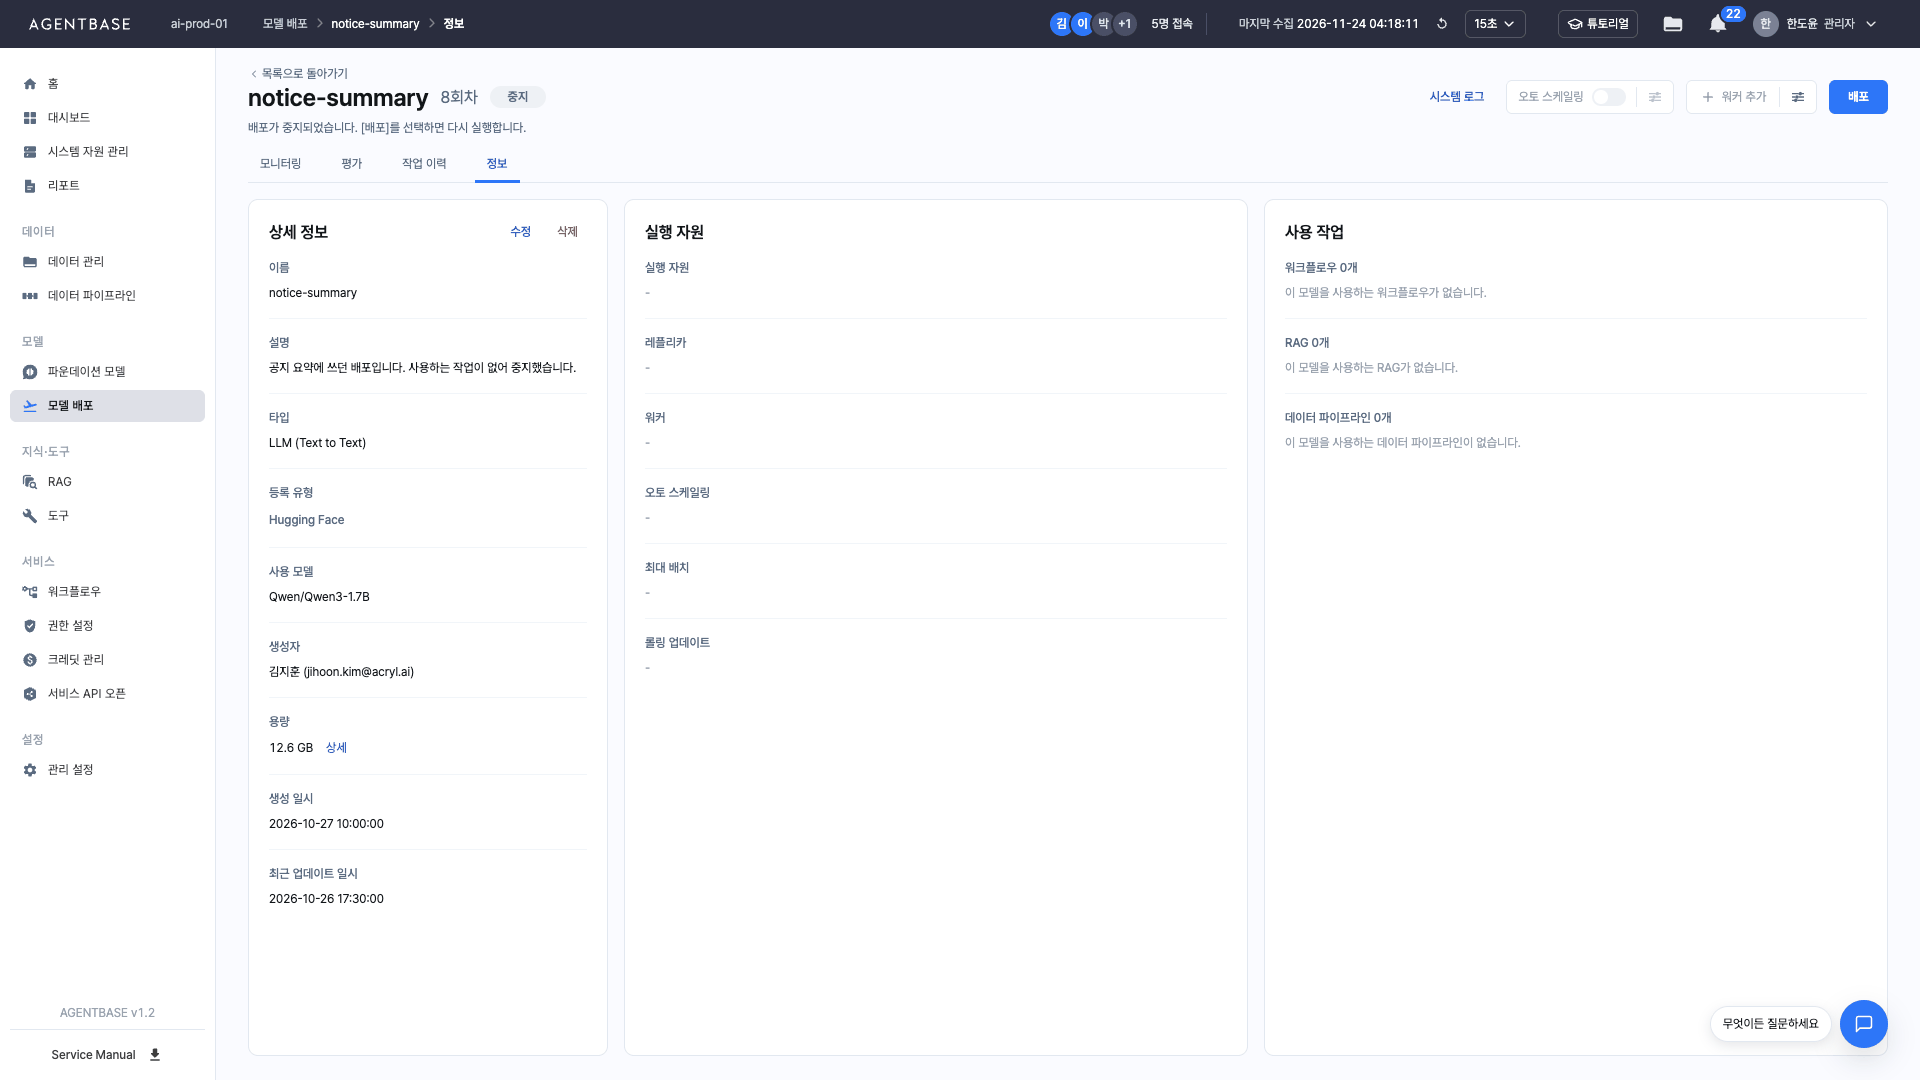 AGENTBASE
ai-prod-01
모델 배포 > notice-summary > 정보
김 이 박 +1 5명 접속
마지막 수집 2026-11-24 04:18:11
15초
튜토리얼
22
한 한도윤 관리자
홈
대시보드
시스템 자원 관리
리포트
데이터
데이터 관리
데이터 파이프라인
모델
파운데이션 모델
모델 배포
지식·도구
RAG
도구
서비스
워크플로우
권한 설정
크레딧 관리
서비스 API 오픈
설정
관리 설정
AGENTBASE v1.2
Service Manual
목록으로 돌아가기
notice-summary 8회차 중지
배포가 중지되었습니다. [배포]를 선택하면 다시 실행합니다.
시스템 로그
오토 스케일링
워커 추가
배포
모니터링 평가 작업 이력 정보
상세 정보 수정 삭제
이름
notice-summary
설명
공지 요약에 쓰던 배포입니다. 사용하는 작업이 없어 중지했습니다.
타입
LLM (Text to Text)
등록 유형
Hugging Face
사용 모델
Qwen/Qwen3-1.7B
생성자
김지훈 (jihoon.kim@acryl.ai)
용량
12.6 GB 상세
생성 일시
2026-10-27 10:00:00
최근 업데이트 일시
2026-10-26 17:30:00
실행 자원
실행 자원
-
레플리카
-
워커
-
오토 스케일링
-
최대 배치
-
롤링 업데이트
-
사용 작업
워크플로우 0개
이 모델을 사용하는 워크플로우가 없습니다.
RAG 0개
이 모델을 사용하는 RAG가 없습니다.
데이터 파이프라인 0개
이 모델을 사용하는 데이터 파이프라인이 없습니다.
무엇이든 질문하세요